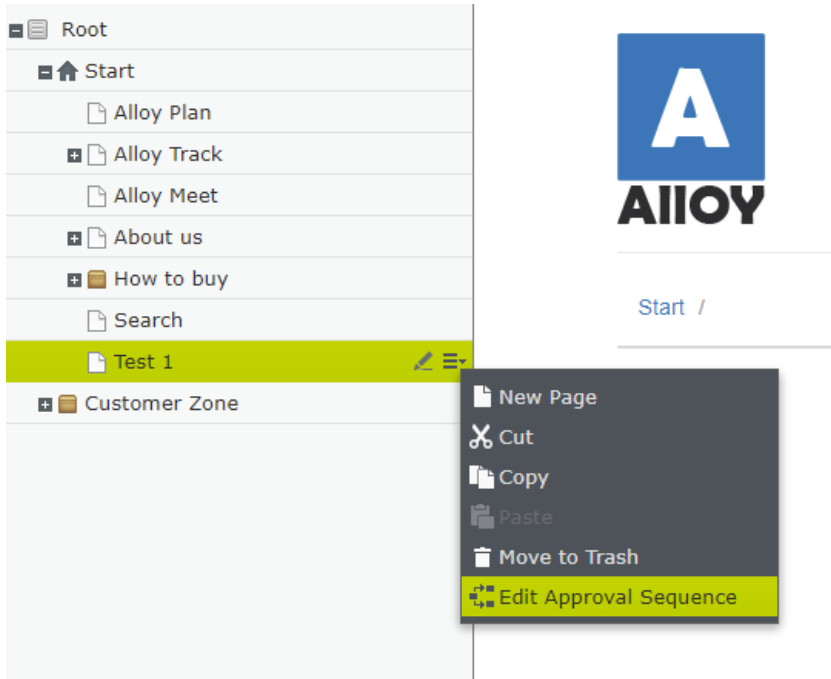 Root
Start
Alloy Plan
Alloy Track
Alloy Meet
About us
How to buy
Search
Test 1
Customer Zone
A
AllOY
Start /
New Page
Cut
Copy
Paste
Move to Trash
Edit Approval Sequence